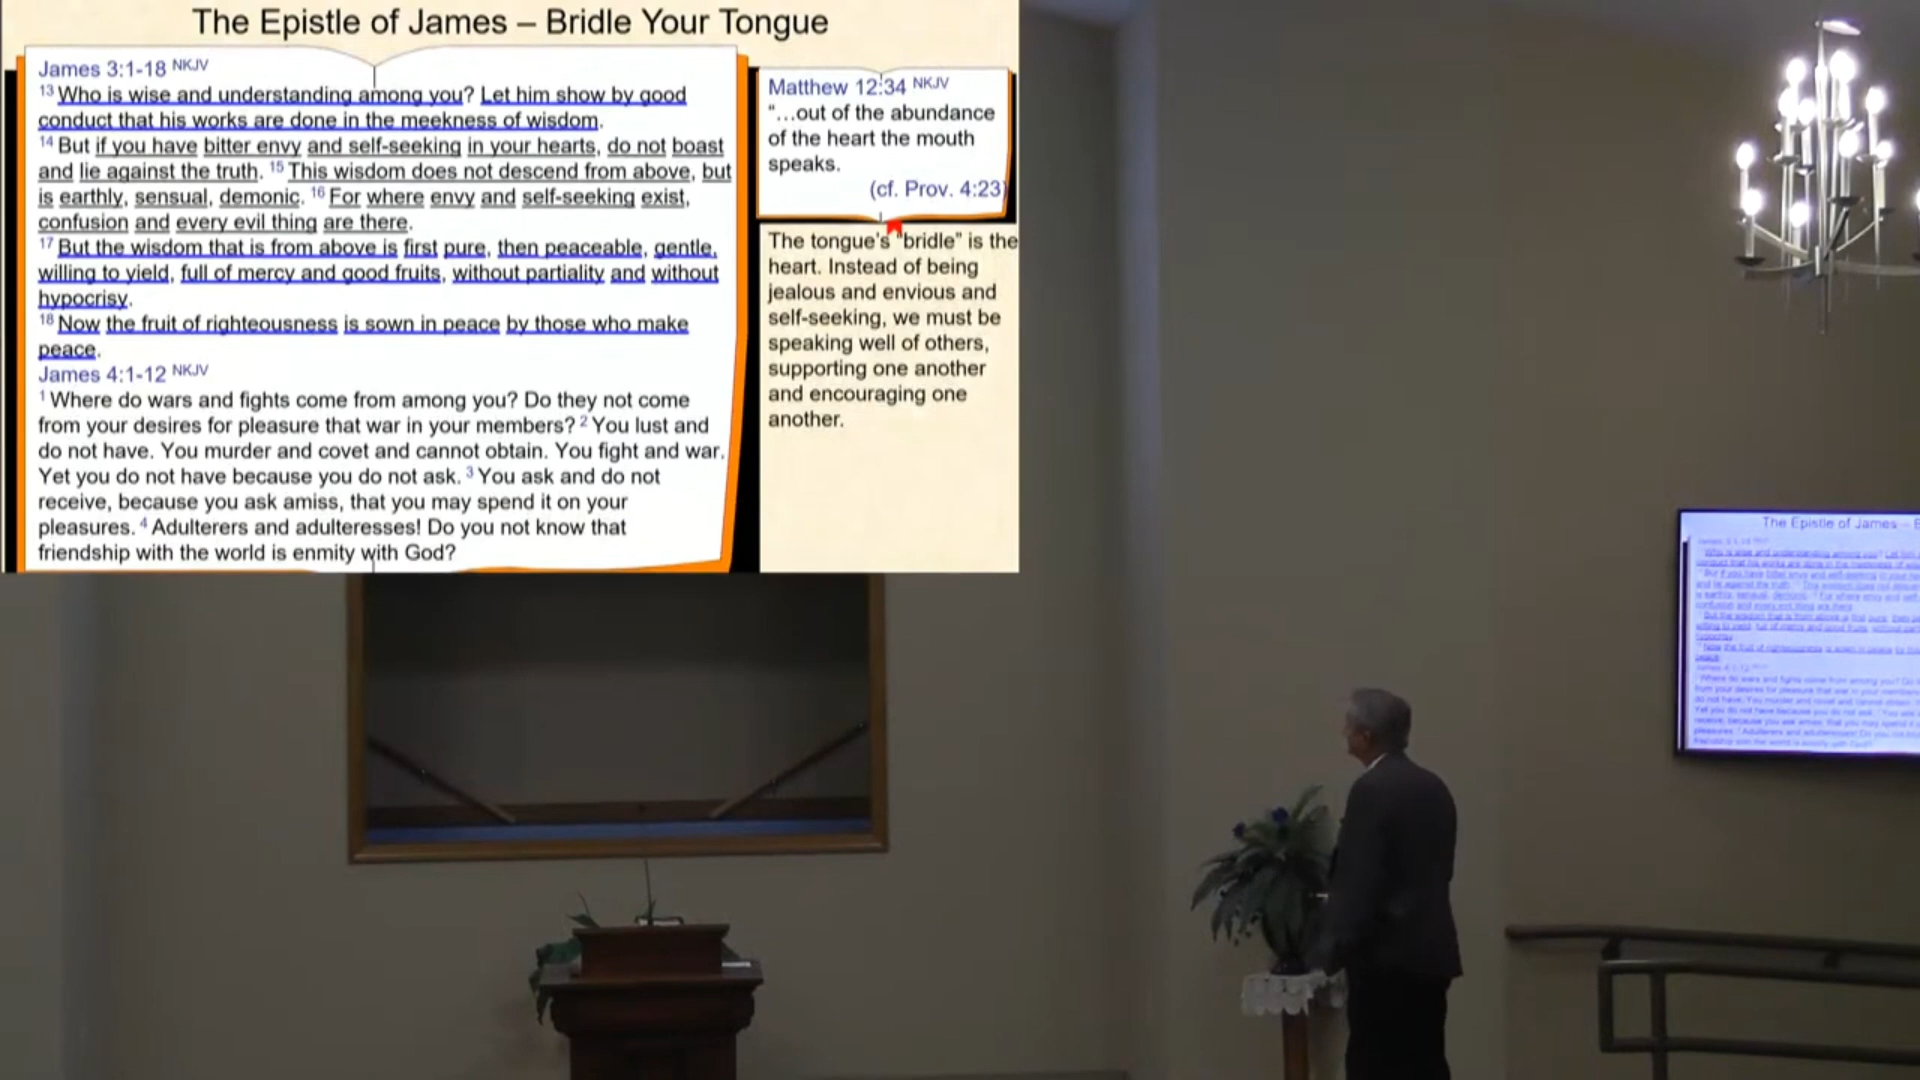 The Epistle of James – Bridle Your Tongue
James 3:1-18 NKJV
13 Who is wise and understanding among you? Let him show by good
conduct that his works are done in the meekness of wisdom.
14 But if you have bitter envy and self-seeking in your hearts, do not boast
and lie against the truth. 15 This wisdom does not descend from above, but
is earthly, sensual, demonic. 16 For where envy and self-seeking exist,
confusion and every evil thing are there.
17 But the wisdom that is from above is first pure, then peaceable, gentle,
willing to yield, full of mercy and good fruits, without partiality and without
hypocrisy.
18 Now the fruit of righteousness is sown in peace by those who make
peace.
James 4:1-12 NKJV
1 Where do wars and fights come from among you? Do they not come
from your desires for pleasure that war in your members? 2 You lust and
do not have. You murder and covet and cannot obtain. You fight and war.
Yet you do not have because you do not ask. 3 You ask and do not
receive, because you ask amiss, that you may spend it on your
pleasures. 4 Adulterers and adulteresses! Do you not know that
friendship with the world is enmity with God?
Matthew 12:34 NKJV
“…out of the abundance
of the heart the mouth
speaks.
(cf. Prov. 4:23)
The tongue’s “bridle” is the
heart. Instead of being
jealous and envious and
self-seeking, we must be
speaking well of others,
supporting one another
and encouraging one
another.
The Epistle of James –